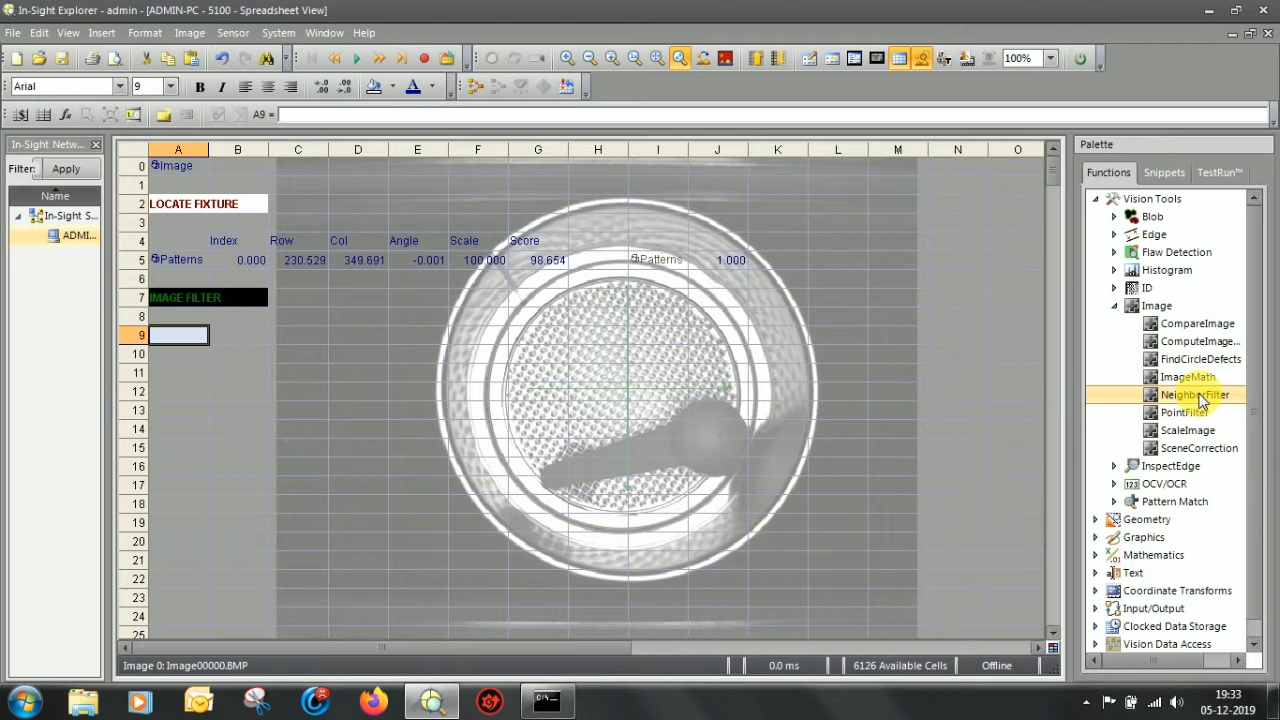 In-Sight Explorer - admin - [ADMIN-PC - 5100 - Spreadsheet View]
File Edit View Insert Format Image Sensor System Window Help
100%
Arial 9 B I A
A9 =
In-Sight Netw...
Filter: Apply
Name
In-Sight S...
ADMI...
A B C D E F G H I J K L M N O
0 Image
1
2 LOCATE FIXTURE
3
4 Index Row Col Angle Scale Score
5 Patterns 0.000 230.529 349.691 -0.001 100.000 98.654 Patterns 1.000
6
7 IMAGE FILTER
8
9
10
11
12
13
14
15
16
17
18
19
20
21
22
23
24
25
Image 0: Image00000.BMP 0.0 ms 6126 Available Cells Offline
Palette
Functions Snippets TestRun™
Vision Tools
Blob
Edge
Flaw Detection
Histogram
ID
Image
CompareImage
ComputeImage...
FindCircleDefects
ImageMath
NeighborFilter
PointFilter
ScaleImage
SceneCorrection
InspectEdge
OCV/OCR
Pattern Match
Geometry
Graphics
Mathematics
Text
Coordinate Transforms
Input/Output
Clocked Data Storage
Vision Data Access
19:33
05-12-2019